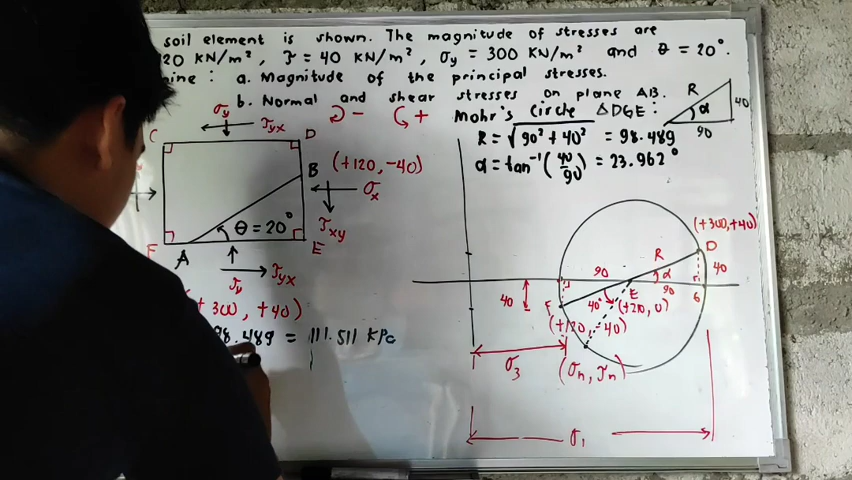 soil element is shown. The magnitude of stresses are
20 KN/m², τ = 40 KN/m², σy = 300 KN/m² and θ = 20°.
ine : a. Magnitude of the principal stresses.
b. Normal and shear stresses on plane AB.
σy
τyx
− +
Mohr's Circle △DGE:
R
α
40
90
R = √90² + 40² = 98.489
α = tan⁻¹(40/90) = 23.962°
C
D
B
(+120, −40)
σx
τxy
θ = 20°
F
A
E
σy
τyx
+300, +40)
98.489 = 111.511 kPa
(+300, +40)
D
R
40
90
α
90
G
E
40
F
40°
(+210, 0)
(+120, −40)
σ3
(σn, τn)
σ1